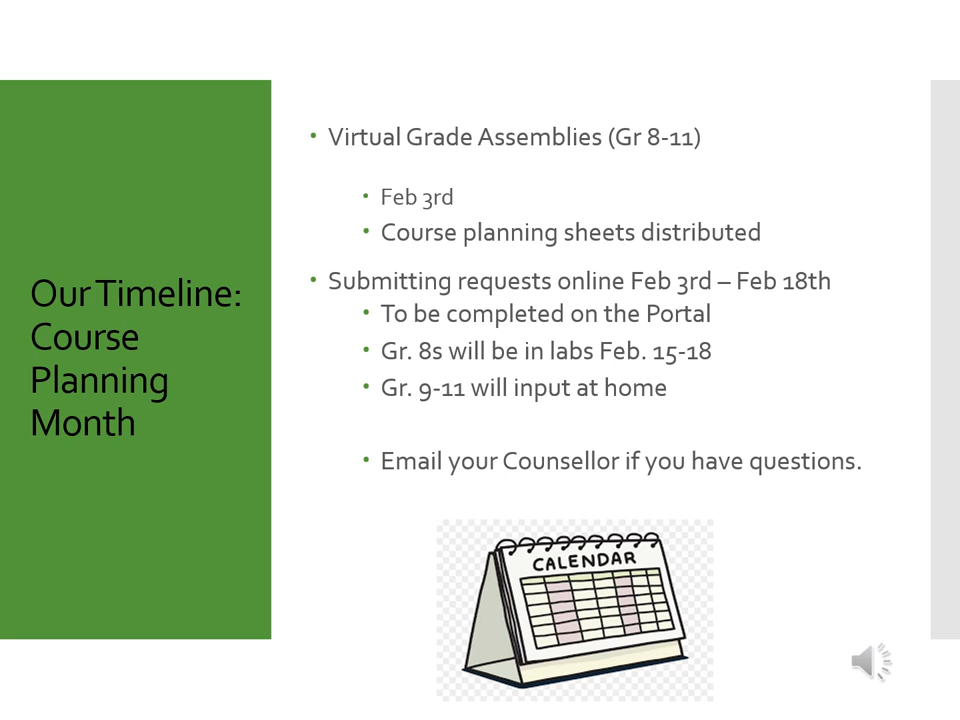 Our Timeline:
Course
Planning
Month
• Virtual Grade Assemblies (Gr 8-11)
• Feb 3rd
• Course planning sheets distributed
• Submitting requests online Feb 3rd – Feb 18th
• To be completed on the Portal
• Gr. 8s will be in labs Feb. 15-18
• Gr. 9-11 will input at home
• Email your Counsellor if you have questions.
CALENDAR